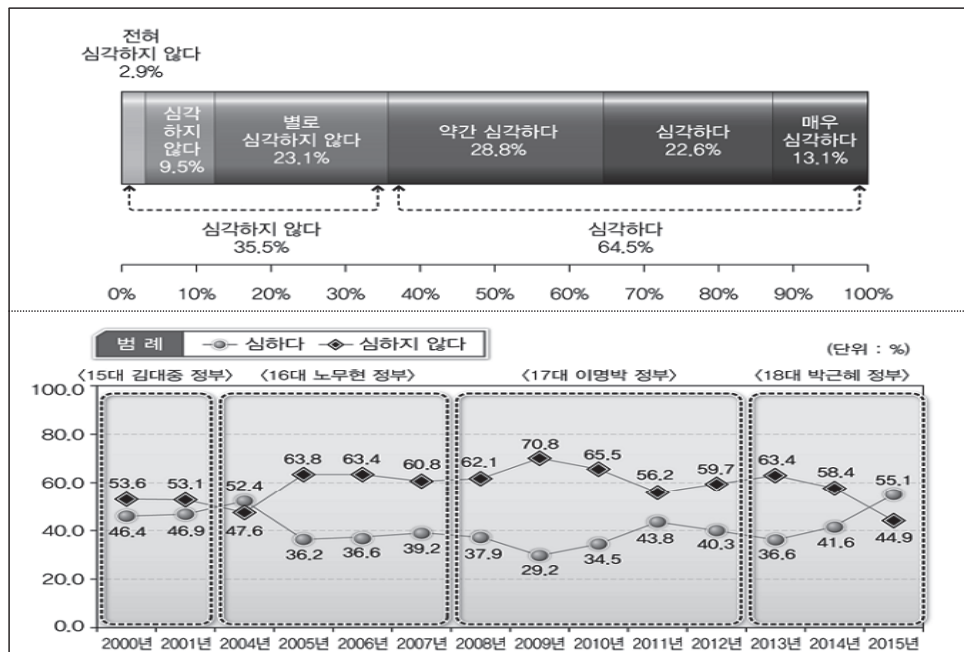 전혀
심각하지 않다
2.9%
심각
하지
않다
9.5%
별로
심각하지 않다
23.1%
약간 심각하다
28.8%
심각하다
22.6%
매우
심각하다
13.1%
심각하지 않다
35.5%
심각하다
64.5%
0% 10% 20% 30% 40% 50% 60% 70% 80% 90% 100%
범 례 심하다 심하지 않다
(단위 : %)
〈15대 김대중 정부〉 〈16대 노무현 정부〉 〈17대 이명박 정부〉 〈18대 박근혜 정부〉
100.0
80.0
60.0
40.0
20.0
0.0
53.6 53.1 47.6 63.8 63.4 60.8 62.1 70.8 65.5 56.2 59.7 63.4 58.4 44.9
46.4 46.9 52.4 36.2 36.6 39.2 37.9 29.2 34.5 43.8 40.3 36.6 41.6 55.1
2000년 2001년 2004년 2005년 2006년 2007년 2008년 2009년 2010년 2011년 2012년 2013년 2014년 2015년